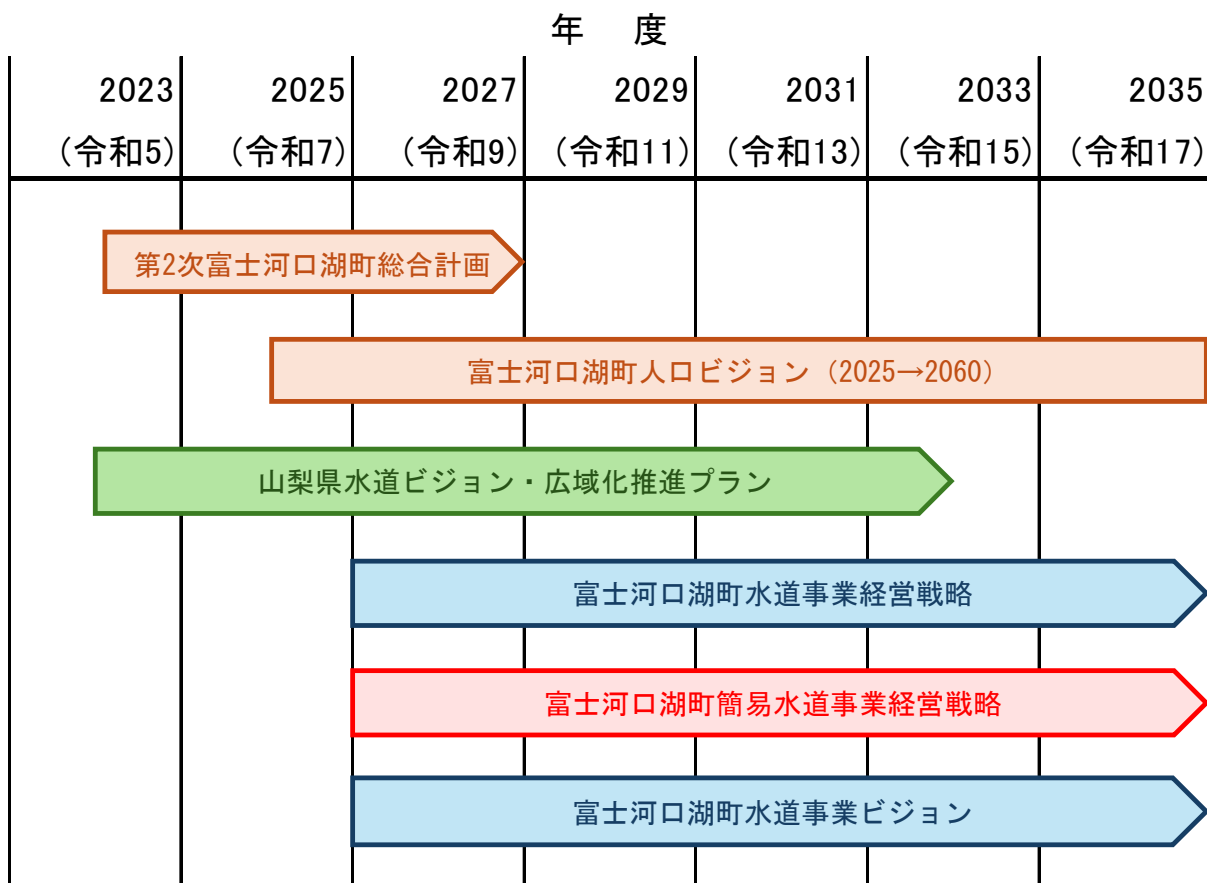 年　度
2023 2025 2027 2029 2031 2033 2035
(令和5) (令和7) (令和9) (令和11) (令和13) (令和15) (令和17)
第2次富士河口湖町総合計画
富士河口湖町人口ビジョン（2025→2060）
山梨県水道ビジョン・広域化推進プラン
富士河口湖町水道事業経営戦略
富士河口湖町簡易水道事業経営戦略
富士河口湖町水道事業ビジョン